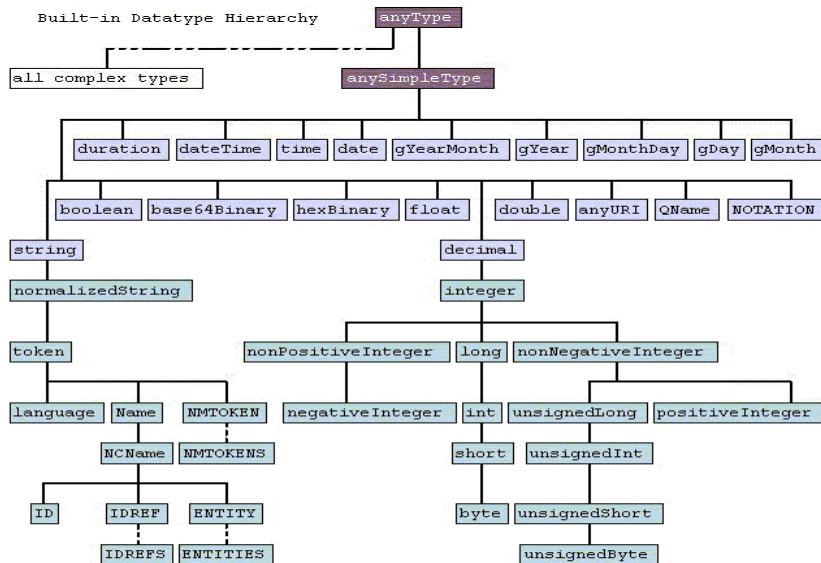 Built-in Datatype Hierarchy
anyType
all complex types
anySimpleType
duration dateTime time date gYearMonth gYear gMonthDay gDay gMonth
boolean base64Binary hexBinary float double anyURI QName NOTATION
string decimal
normalizedString integer
token nonPositiveInteger long nonNegativeInteger
language Name NMTOKEN negativeInteger int unsignedLong positiveInteger
NCName NMTOKENS short unsignedInt
ID IDREF ENTITY byte unsignedShort
IDREFS ENTITIES unsignedByte